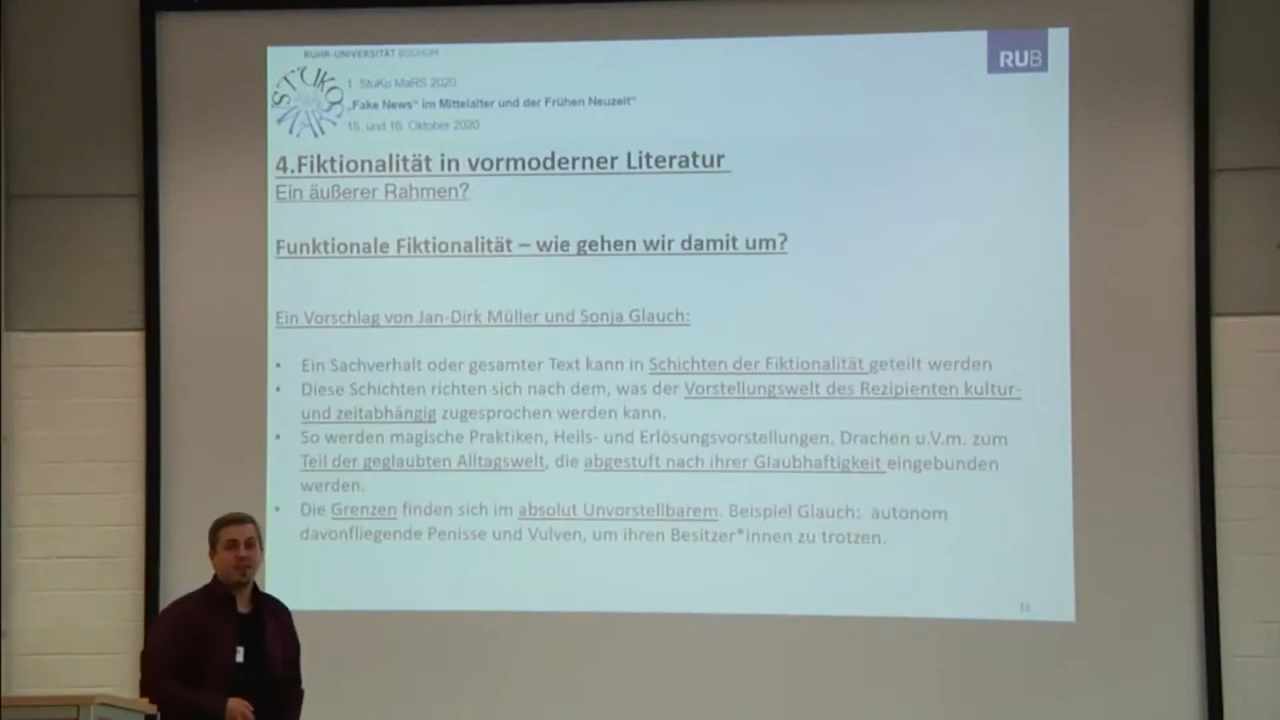 RUHR-UNIVERSITÄT BOCHUM
RUB
STUKO MARS
1. StuKo MaRS 2020
„Fake News“ im Mittelalter und der Frühen Neuzeit“
15. und 16. Oktober 2020
4.Fiktionalität in vormoderner Literatur
Ein äußerer Rahmen?
Funktionale Fiktionalität – wie gehen wir damit um?
Ein Vorschlag von Jan-Dirk Müller und Sonja Glauch:
• Ein Sachverhalt oder gesamter Text kann in Schichten der Fiktionalität geteilt werden
• Diese Schichten richten sich nach dem, was der Vorstellungswelt des Rezipienten kultur-
und zeitabhängig zugesprochen werden kann.
• So werden magische Praktiken, Heils- und Erlösungsvorstellungen, Drachen u.V.m. zum
Teil der geglaubten Alltagswelt, die abgestuft nach ihrer Glaubhaftigkeit eingebunden
werden.
• Die Grenzen finden sich im absolut Unvorstellbarem. Beispiel Glauch: autonom
davonfliegende Penisse und Vulven, um ihren Besitzer*innen zu trotzen.